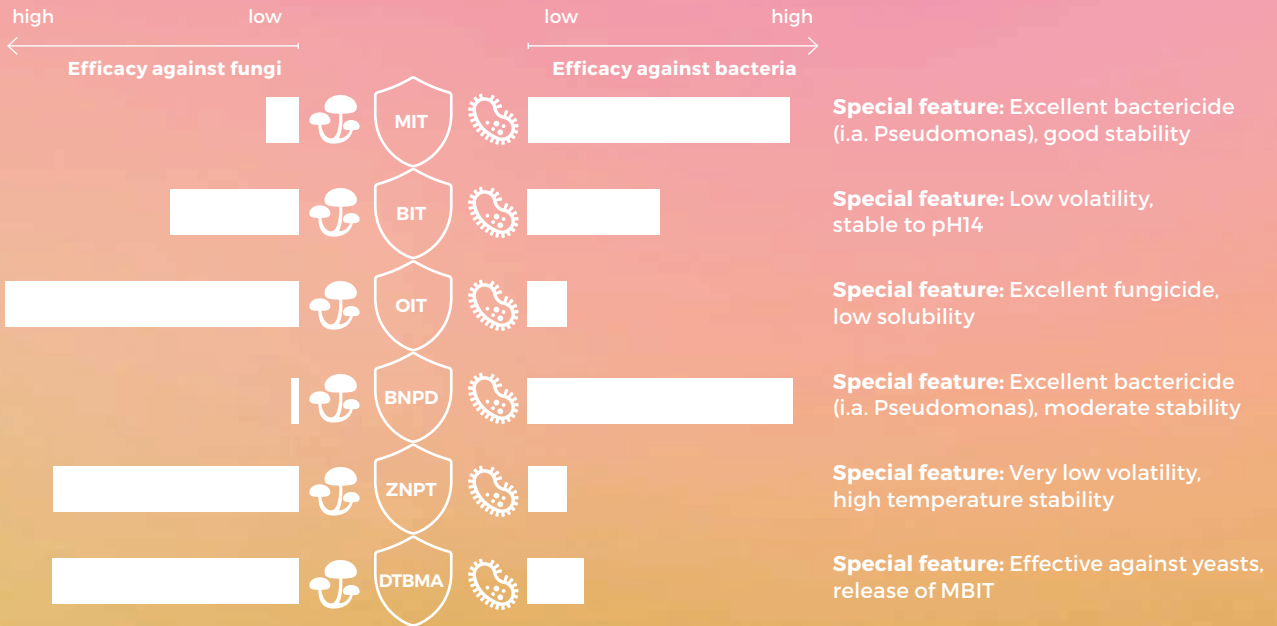 high low low high
Efficacy against fungi Efficacy against bacteria
MIT
Special feature: Excellent bactericide
(i.a. Pseudomonas), good stability
BIT
Special feature: Low volatility,
stable to pH14
OIT
Special feature: Excellent fungicide,
low solubility
BNPD
Special feature: Excellent bactericide
(i.a. Pseudomonas), moderate stability
ZNPT
Special feature: Very low volatility,
high temperature stability
DTBMA
Special feature: Effective against yeasts,
release of MBIT